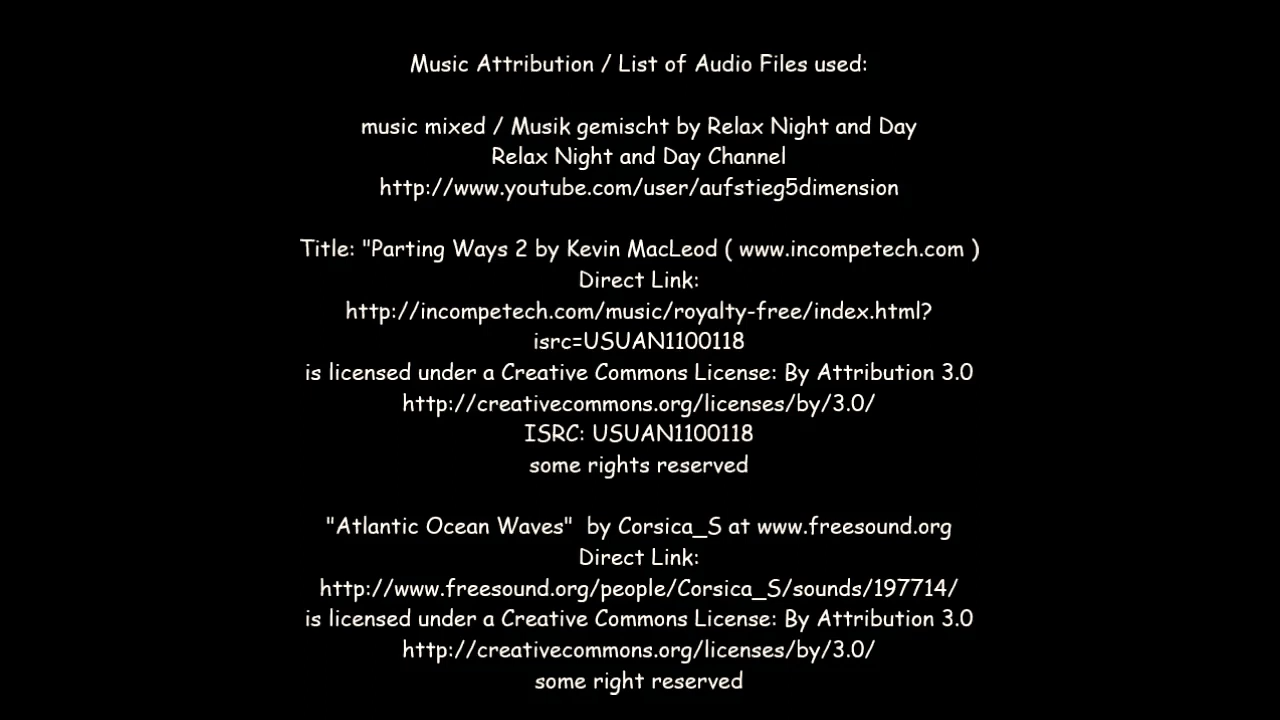 Music Attribution / List of Audio Files used:
music mixed / Musik gemischt by Relax Night and Day
Relax Night and Day Channel
http://www.youtube.com/user/aufstieg5dimension
Title: "Parting Ways 2 by Kevin MacLeod ( www.incompetech.com )
Direct Link:
http://incompetech.com/music/royalty-free/index.html?
isrc=USUAN1100118
is licensed under a Creative Commons License: By Attribution 3.0
http://creativecommons.org/licenses/by/3.0/
ISRC: USUAN1100118
some rights reserved
"Atlantic Ocean Waves"  by Corsica_S at www.freesound.org
Direct Link:
http://www.freesound.org/people/Corsica_S/sounds/197714/
is licensed under a Creative Commons License: By Attribution 3.0
http://creativecommons.org/licenses/by/3.0/
some right reserved